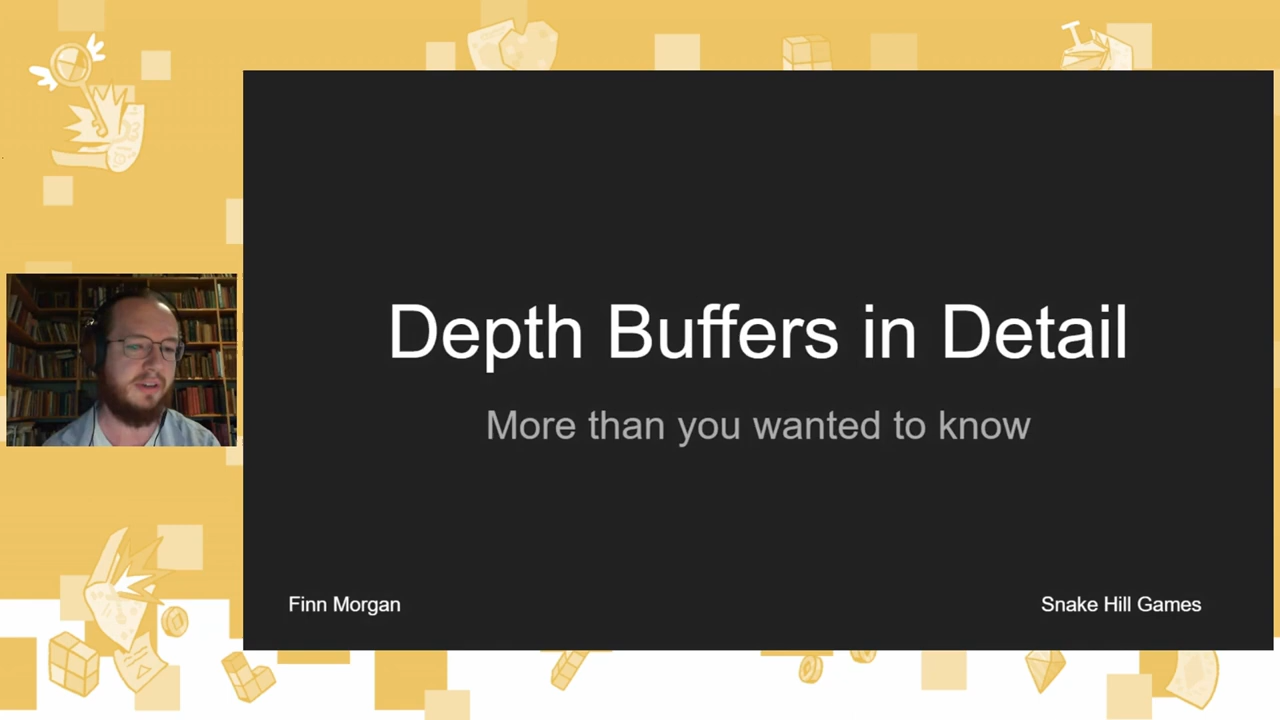 Depth Buffers in Detail
More than you wanted to know
Finn Morgan
Snake Hill Games